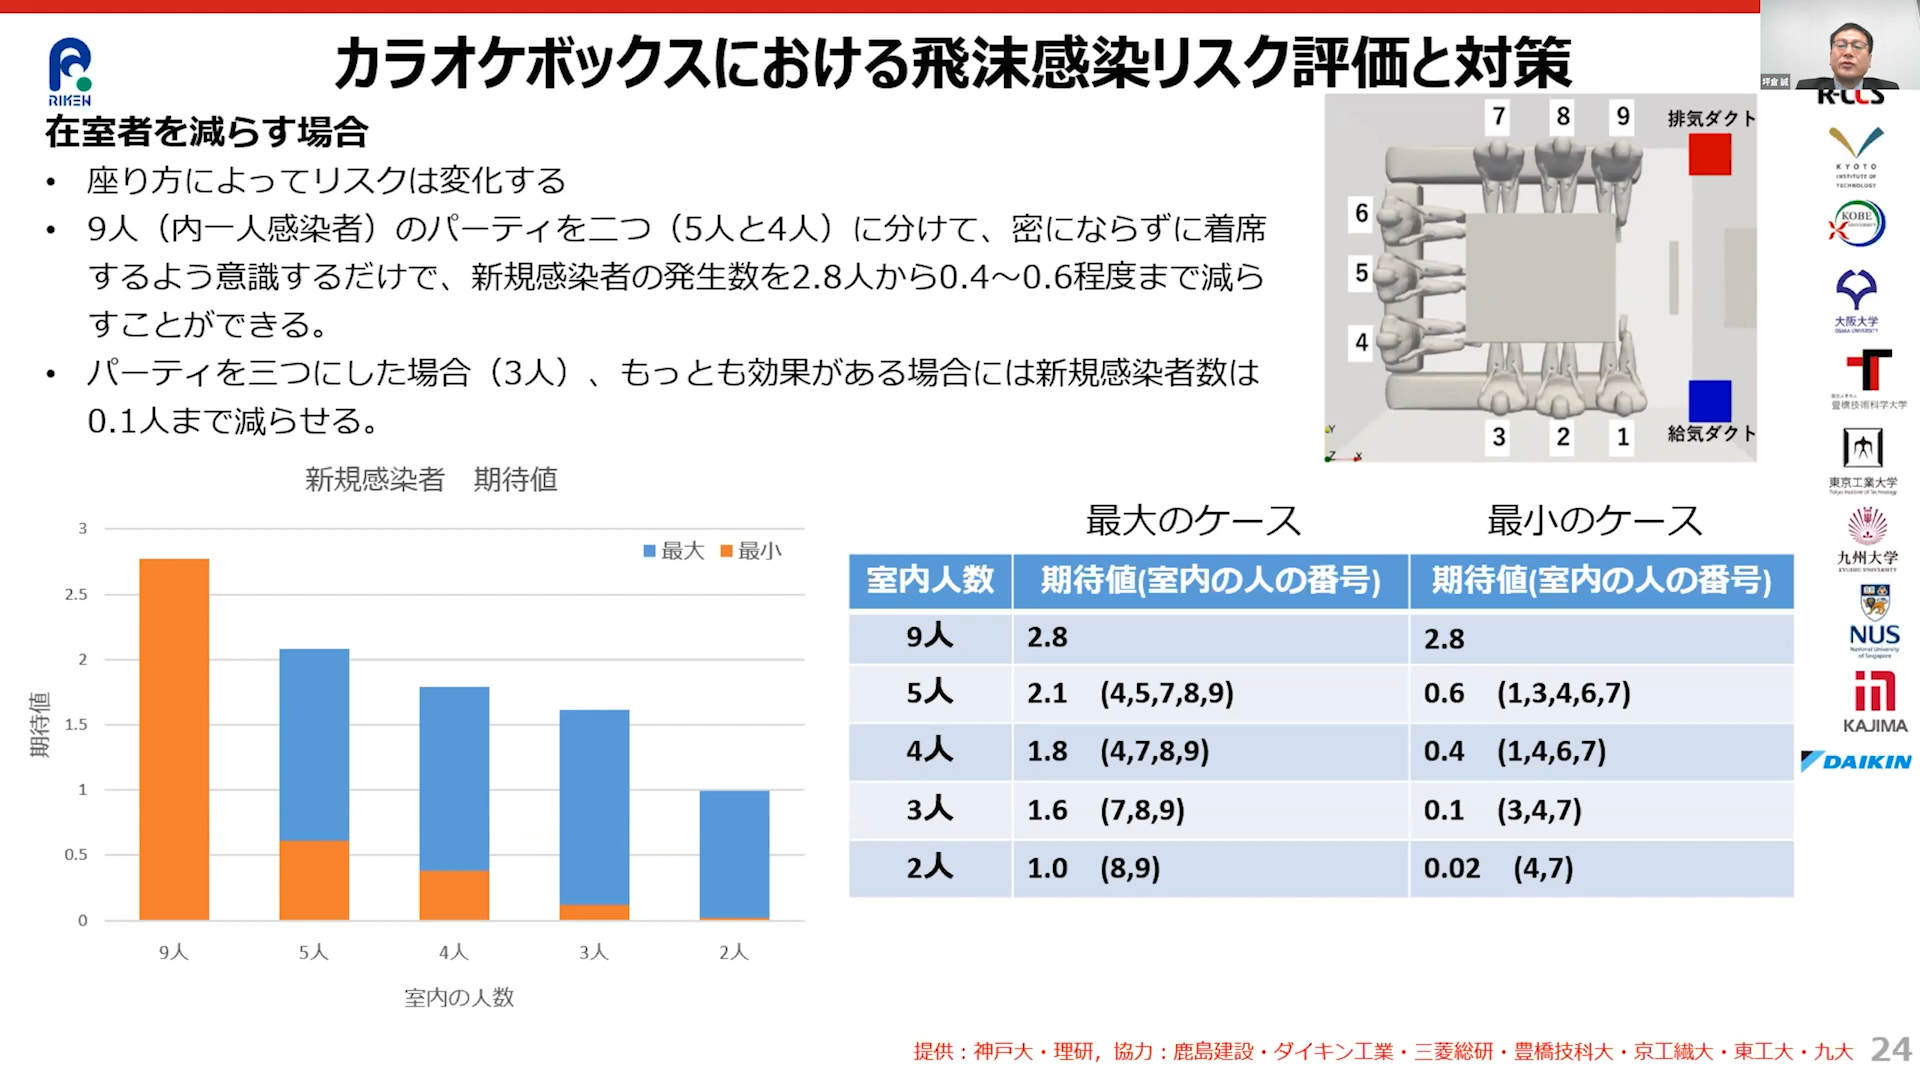 カラオケボックスにおける飛沫感染リスク評価と対策
RIKEN
坪倉 誠
R-CCS
在室者を減らす場合
• 座り方によってリスクは変化する
• 9人（内一人感染者）のパーティを二つ（5人と4人）に分けて、密にならずに着席
するよう意識するだけで、新規感染者の発生数を2.8人から0.4～0.6程度まで減ら
すことができる。
• パーティを三つにした場合（3人）、もっとも効果がある場合には新規感染者数は
0.1人まで減らせる。
7 8 9 排気ダクト
6
5
4
3 2 1 給気ダクト
Y
Z X
新規感染者 期待値
最大 最小
3
2.5
2
1.5
1
0.5
0
期待値
9人 5人 4人 3人 2人
室内の人数
最大のケース 最小のケース
室内人数 期待値(室内の人の番号) 期待値(室内の人の番号)
9人 2.8 2.8
5人 2.1 (4,5,7,8,9) 0.6 (1,3,4,6,7)
4人 1.8 (4,7,8,9) 0.4 (1,4,6,7)
3人 1.6 (7,8,9) 0.1 (3,4,7)
2人 1.0 (8,9) 0.02 (4,7)
KYOTO
INSTITUTE OF
TECHNOLOGY
KOBE
UNIVERSITY
大阪大学
OSAKA UNIVERSITY
豊橋技術科学大学
東京工業大学
Tokyo Institute of Technology
九州大学
KYUSHU UNIVERSITY
NUS
National University
of Singapore
KAJIMA
DAIKIN
提供：神戸大・理研，協力：鹿島建設・ダイキン工業・三菱総研・豊橋技科大・京工繊大・東工大・九大
24